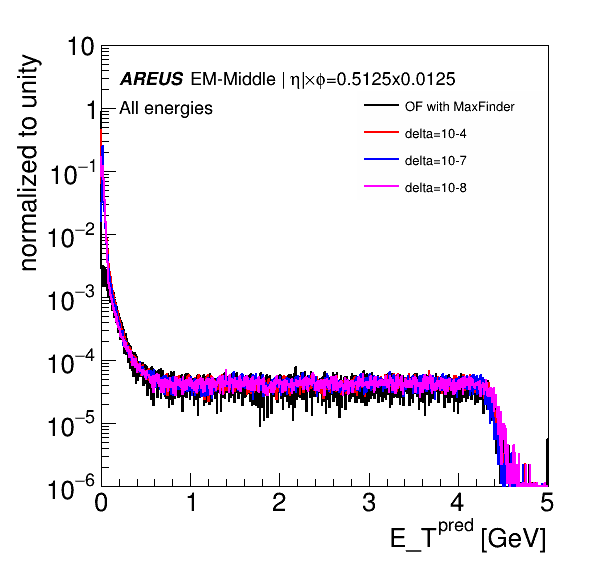 normalized to unity
10
1
10−1
10−2
10−3
10−4
10−5
10−6
AREUS EM-Middle | η|×ϕ=0.5125x0.0125
All energies
OF with MaxFinder
delta=10-4
delta=10-7
delta=10-8
0 1 2 3 4 5
E_Tpred [GeV]